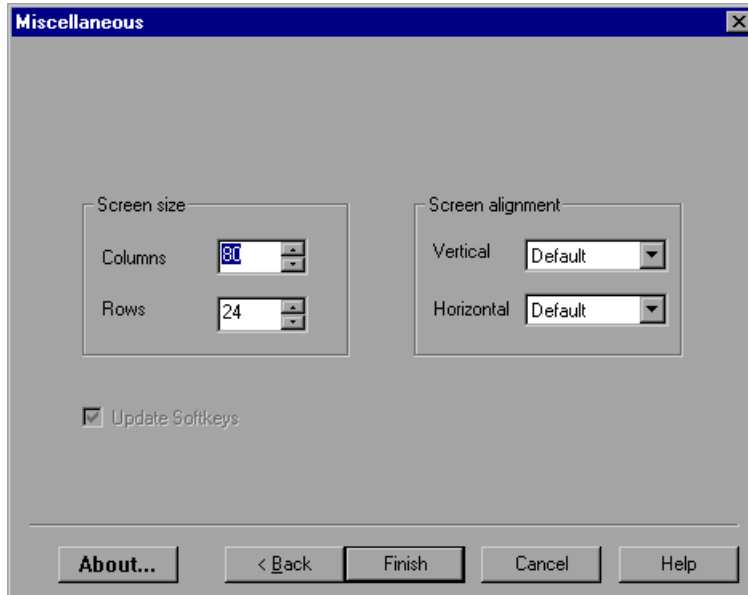 Miscellaneous
Screen size
Columns 80
Rows 24
Screen alignment
Vertical Default
Horizontal Default
Update Softkeys
About... < Back Finish Cancel Help